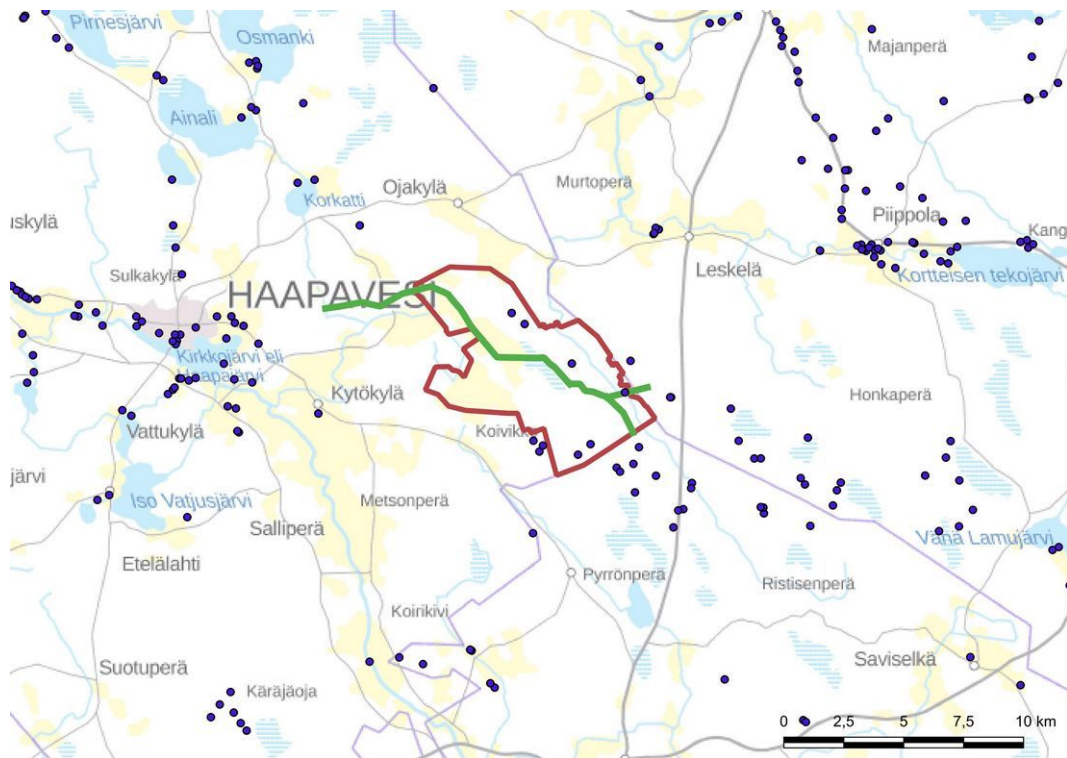 Pirnesjärvi
Osmanki
Majanperä
Ainali
Korkatti
Ojakylä
Murtoperä
Piippola
uskylä
Kang
Sulkakylä
Leskelä
Kortteisen tekojärvi
HAAPAVESI
Kirkkojärvi eli
Haapajärvi
Kytökylä
Honkaperä
Vattukylä
Koivikko
järvi
Iso Vatjusjärvi
Metsonperä
Salliperä
Vänä Lamujärvi
Etelälahti
Pyrrönperä
Ristisenperä
Koirikivi
Suotuperä
Saviselkä
Käräjäoja
0 2,5 5 7,5 10 km